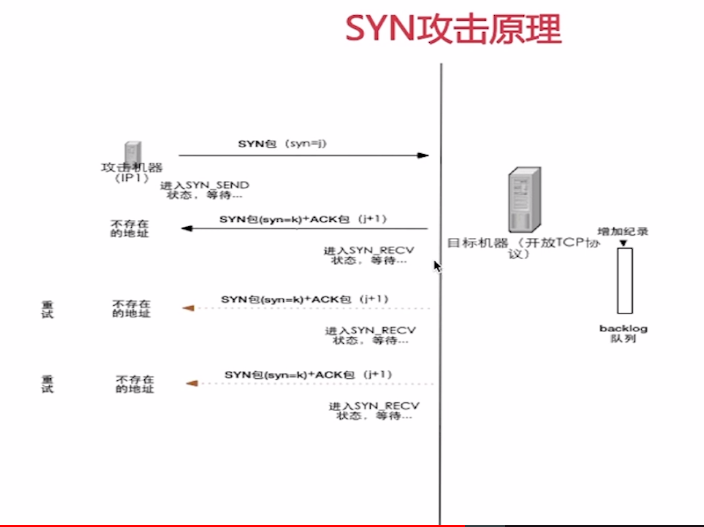 SYN攻击原理
SYN包（syn=j）
攻击机器
（IP1）
进入SYN_SEND
状态，等待...
SYN包(syn=k)+ACK包（j+1）
不存在
的地址
进入SYN_RECV
状态，等待...
目标机器（开放TCP协
议）
增加纪录
backlog
队列
SYN包(syn=k)+ACK包（j+1）
重
试
不存在
的地址
进入SYN_RECV
状态，等待...
SYN包(syn=k)+ACK包（j+1）
重
试
不存在
的地址
进入SYN_RECV
状态，等待...